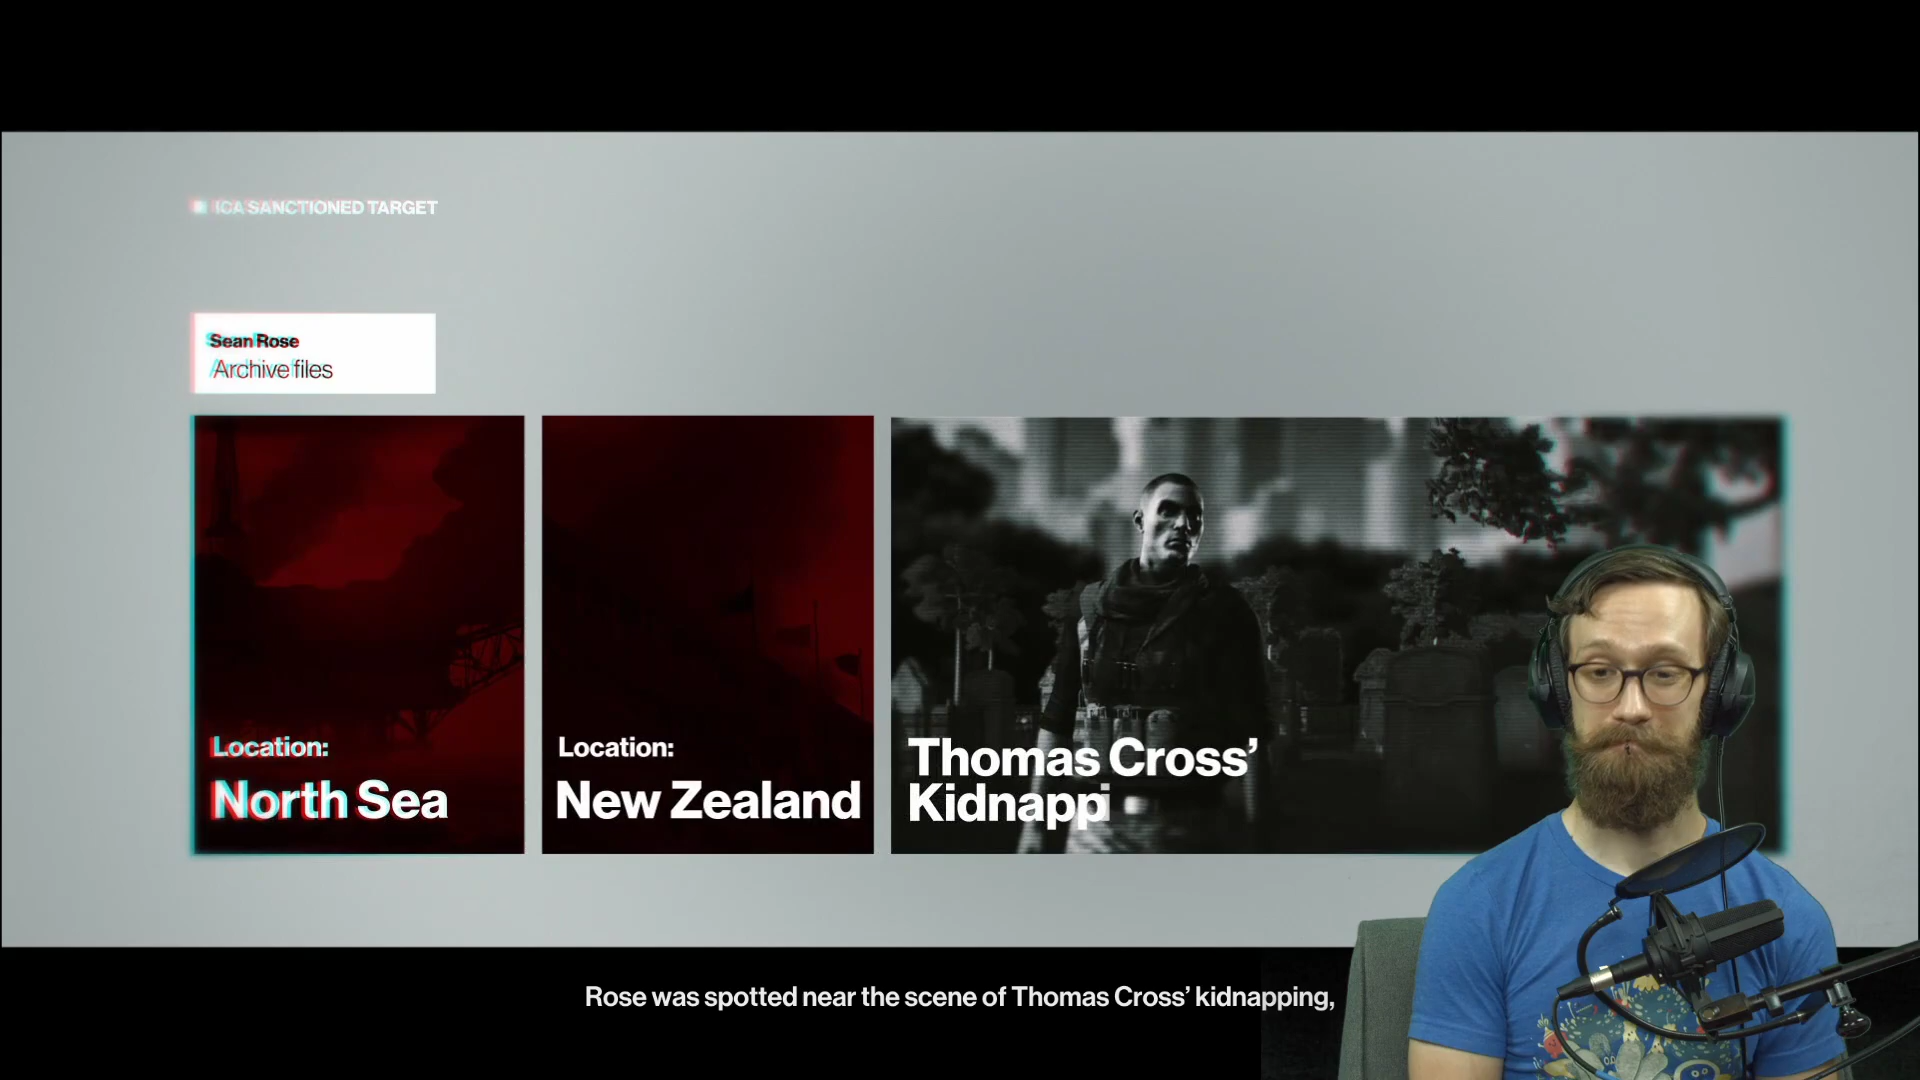 ICA SANCTIONED TARGET
Sean Rose
Archive files
Location:
North Sea
Location:
New Zealand
Thomas Cross’
Kidnappi
Rose was spotted near the scene of Thomas Cross’ kidnapping,